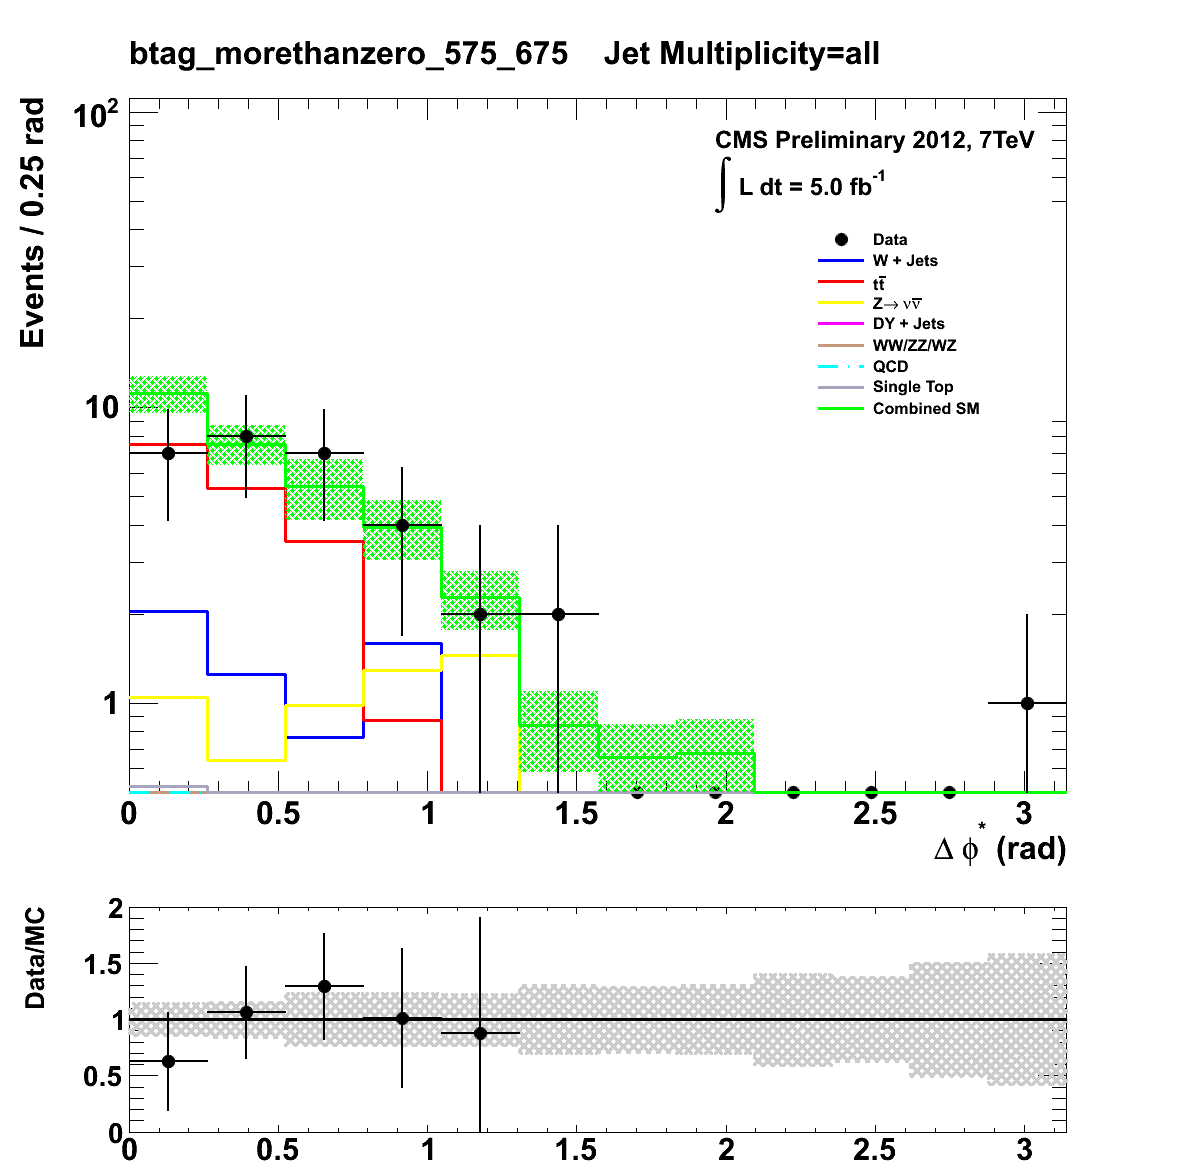 btag_morethanzero_575_675    Jet Multiplicity=all
Events / 0.25 rad
10²
10
1
CMS Preliminary 2012, 7TeV
∫ L dt = 5.0 fb⁻¹
Data
W + Jets
tt̅
Z→ νν̅
DY + Jets
WW/ZZ/WZ
QCD
Single Top
Combined SM
0 0.5 1 1.5 2 2.5 3
Δ ϕ* (rad)
Data/MC
2
1.5
1
0.5
0
0 0.5 1 1.5 2 2.5 3